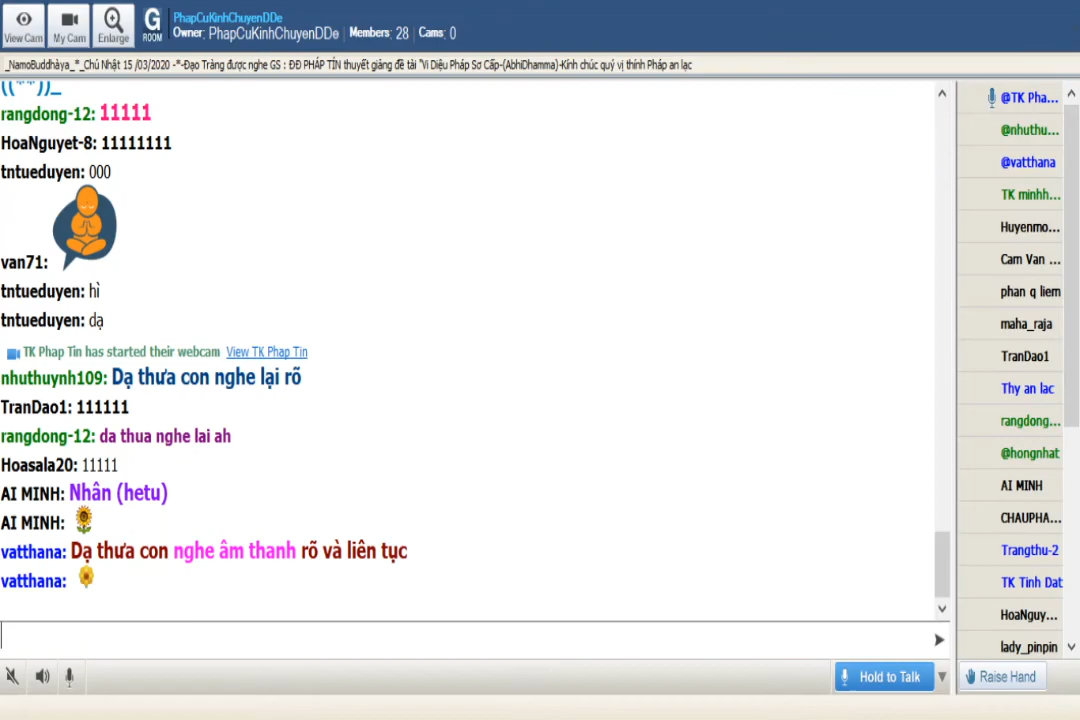 View Cam
My Cam
Enlarge
G
ROOM
PhapCuKinhChuyenDDe
Owner: PhapCuKinhChuyenDDe | Members: 28 | Cams: 0
_NamoBuddhàya_*_Chủ Nhật 15 /03/2020 -*-Đạo Tràng được nghe GS : ĐĐ PHÁP TÍN thuyết giảng đề tài "Vi Diệu Pháp Sơ Cấp-(AbhiDhamma)-Kính chúc quý vị thính Pháp an lạc
rangdong-12: 11111
HoaNguyet-8: 11111111
tntueduyen: 000
van71:
tntueduyen: hì
tntueduyen: dạ
TK Phap Tin has started their webcam View TK Phap Tin
nhuthuynh109: Dạ thưa con nghe lại rõ
TranDao1: 111111
rangdong-12: da thua nghe lai ah
Hoasala20: 11111
AI MINH: Nhân (hetu)
AI MINH:
vatthana: Dạ thưa con nghe âm thanh rõ và liên tục
vatthana:
@TK Pha...
@nhuthu...
@vatthana
TK minhh...
Huyenmo...
Cam Van ...
phan q liem
maha_raja
TranDao1
Thy an lac
rangdong...
@hongnhat
AI MINH
CHAUPHA...
Trangthu-2
TK Tinh Dat
HoaNguy...
lady_pinpin
Hold to Talk
Raise Hand